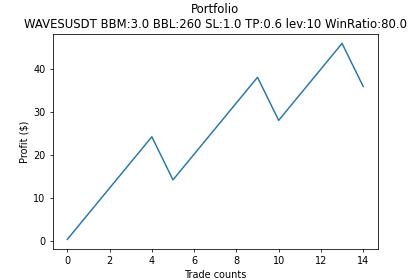 Portfolio
WAVESUSDT BBM:3.0 BBL:260 SL:1.0 TP:0.6 lev:10 WinRatio:80.0
40
30
20
10
0
Profit ($)
0 2 4 6 8 10 12 14
Trade counts